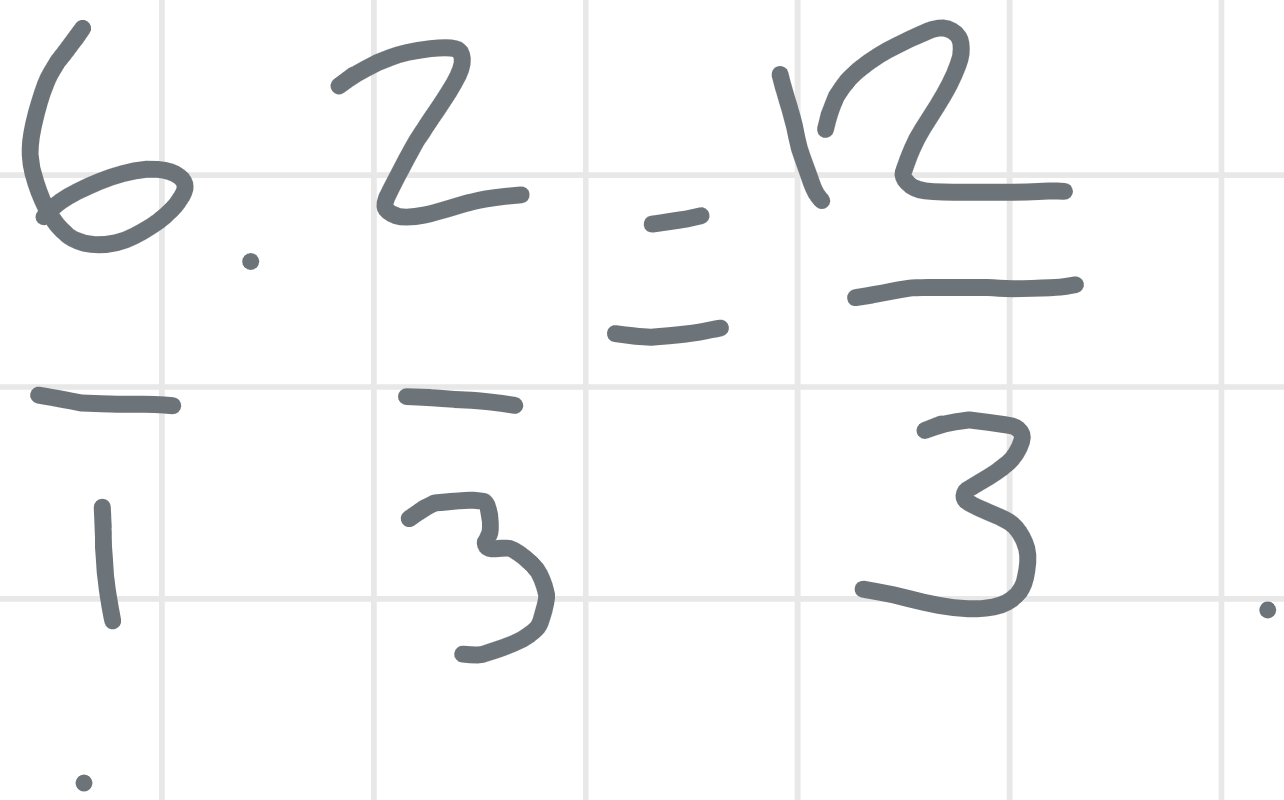 6 . 2 = 12
— — —
1 3 3